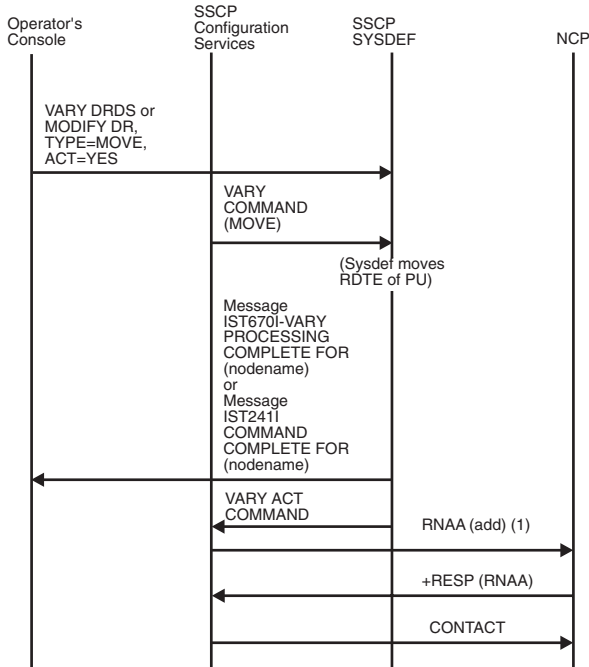 Operator's
Console
SSCP
Configuration
Services
SSCP
SYSDEF
NCP
VARY DRDS or
MODIFY DR,
TYPE=MOVE,
ACT=YES
VARY
COMMAND
(MOVE)
(Sysdef moves
RDTE of PU)
Message
IST670I-VARY
PROCESSING
COMPLETE FOR
(nodename)
or
Message
IST241I
COMMAND
COMPLETE FOR
(nodename)
VARY ACT
COMMAND
RNAA (add) (1)
+RESP (RNAA)
CONTACT